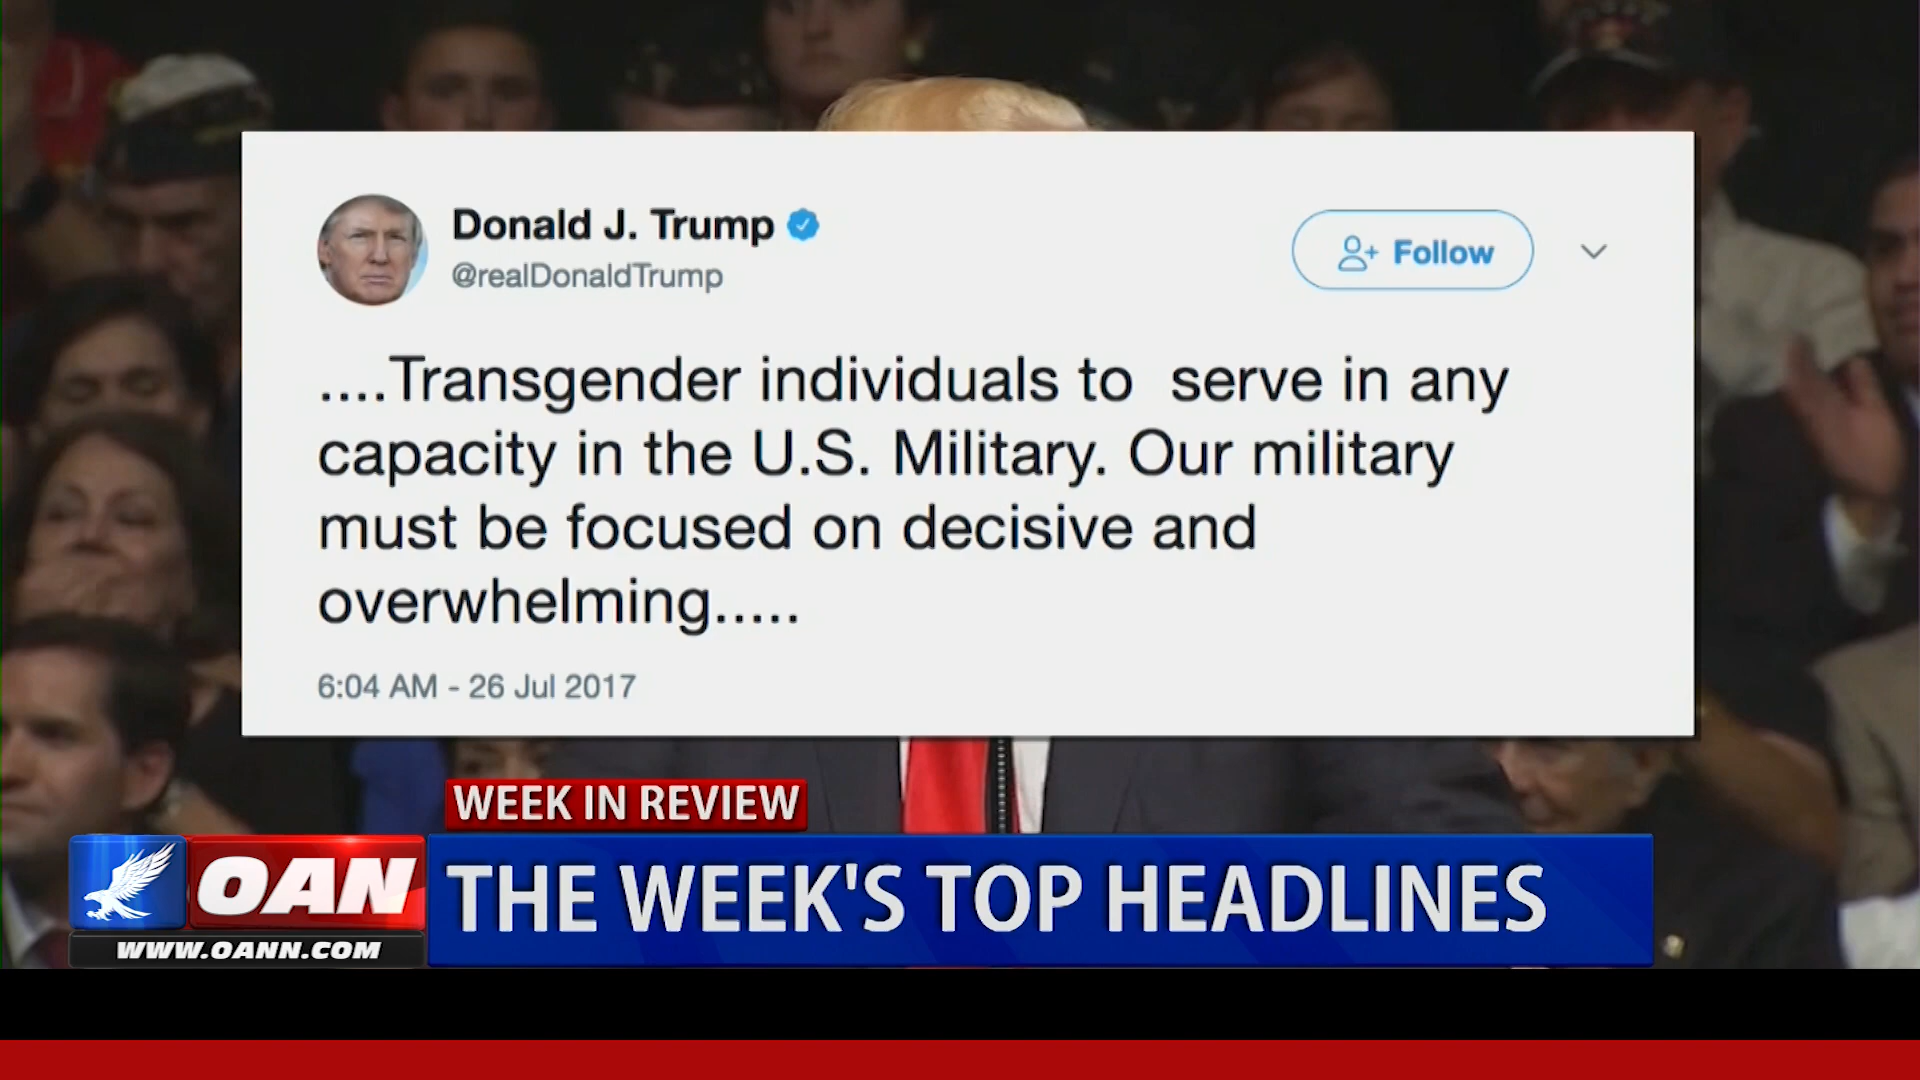 Donald J. Trump
@realDonaldTrump
Follow
....Transgender individuals to  serve in any
capacity in the U.S. Military. Our military
must be focused on decisive and
overwhelming.....
6:04 AM - 26 Jul 2017
WEEK IN REVIEW
OAN
THE WEEK'S TOP HEADLINES
WWW.OANN.COM